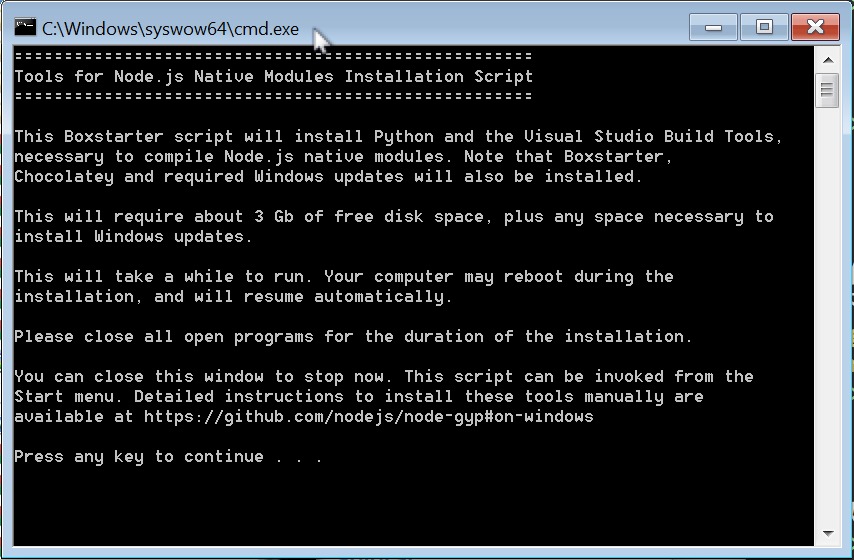 C:\Windows\syswow64\cmd.exe
====================================================
Tools for Node.js Native Modules Installation Script
====================================================
This Boxstarter script will install Python and the Visual Studio Build Tools,
necessary to compile Node.js native modules. Note that Boxstarter,
Chocolatey and required Windows updates will also be installed.
This will require about 3 Gb of free disk space, plus any space necessary to
install Windows updates.
This will take a while to run. Your computer may reboot during the
installation, and will resume automatically.
Please close all open programs for the duration of the installation.
You can close this window to stop now. This script can be invoked from the
Start menu. Detailed instructions to install these tools manually are
available at https://github.com/nodejs/node-gyp#on-windows
Press any key to continue . . .